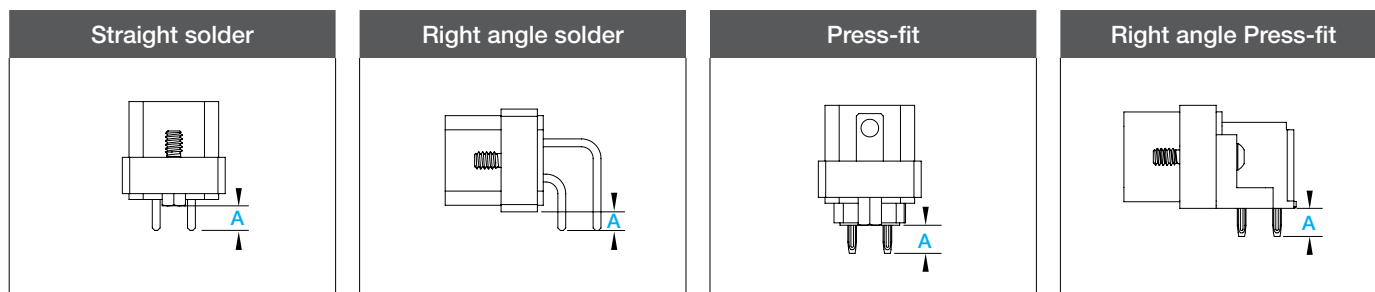 Straight solder
Right angle solder
Press-fit
Right angle Press-fit
A
A
A
A